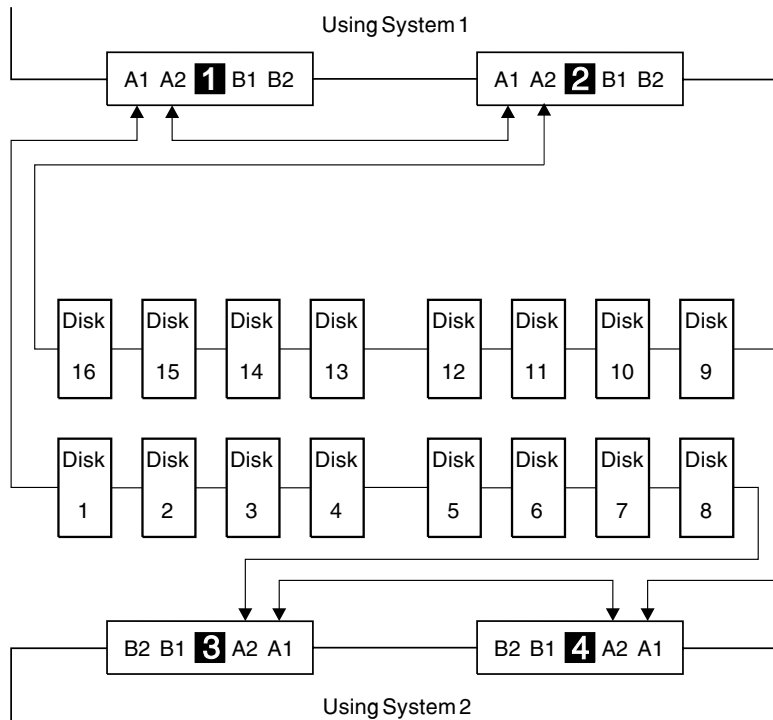 Using System 1
A1 A2 1 B1 B2
A1 A2 2 B1 B2
Disk 16
Disk 15
Disk 14
Disk 13
Disk 12
Disk 11
Disk 10
Disk 9
Disk 1
Disk 2
Disk 3
Disk 4
Disk 5
Disk 6
Disk 7
Disk 8
B2 B1 3 A2 A1
B2 B1 4 A2 A1
Using System 2